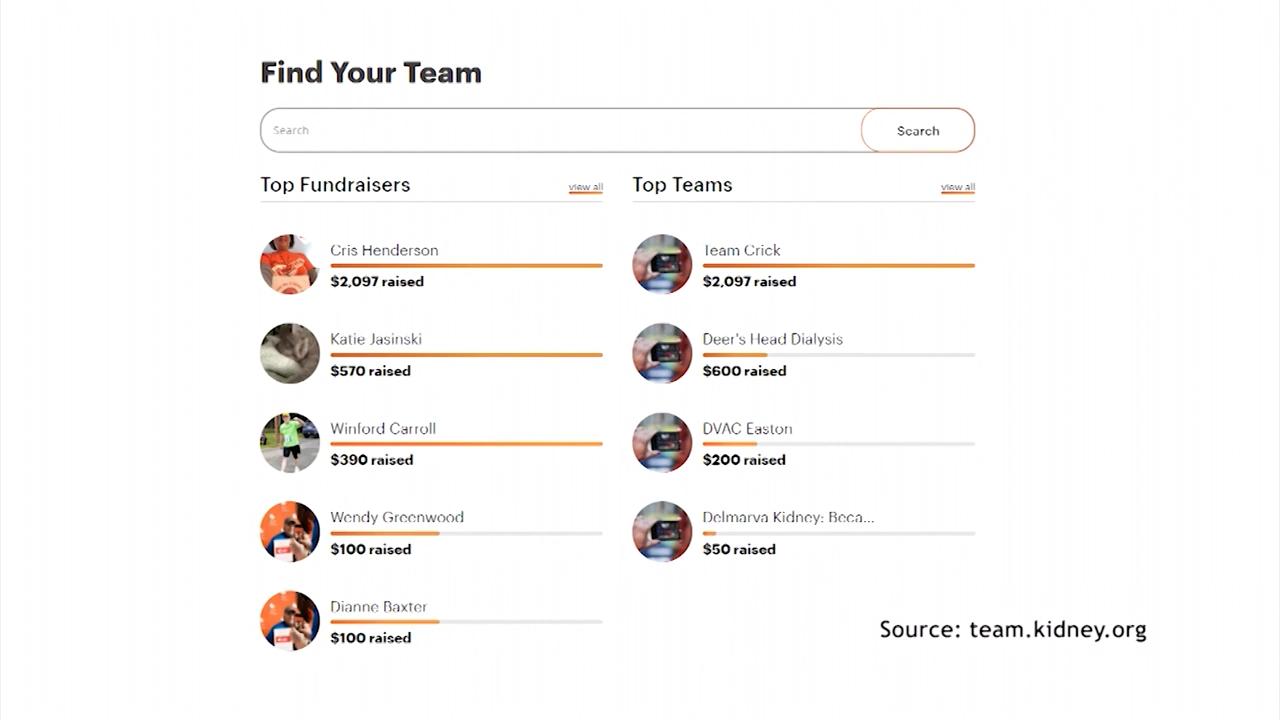 Find Your Team
Search
Search
Top Fundraisers
view all
Cris Henderson
$2,097 raised
Katie Jasinski
$570 raised
Winford Carroll
$390 raised
Wendy Greenwood
$100 raised
Dianne Baxter
$100 raised
Top Teams
view all
Team Crick
$2,097 raised
Deer's Head Dialysis
$600 raised
DVAC Easton
$200 raised
Delmarva Kidney: Beca...
$50 raised
Source: team.kidney.org